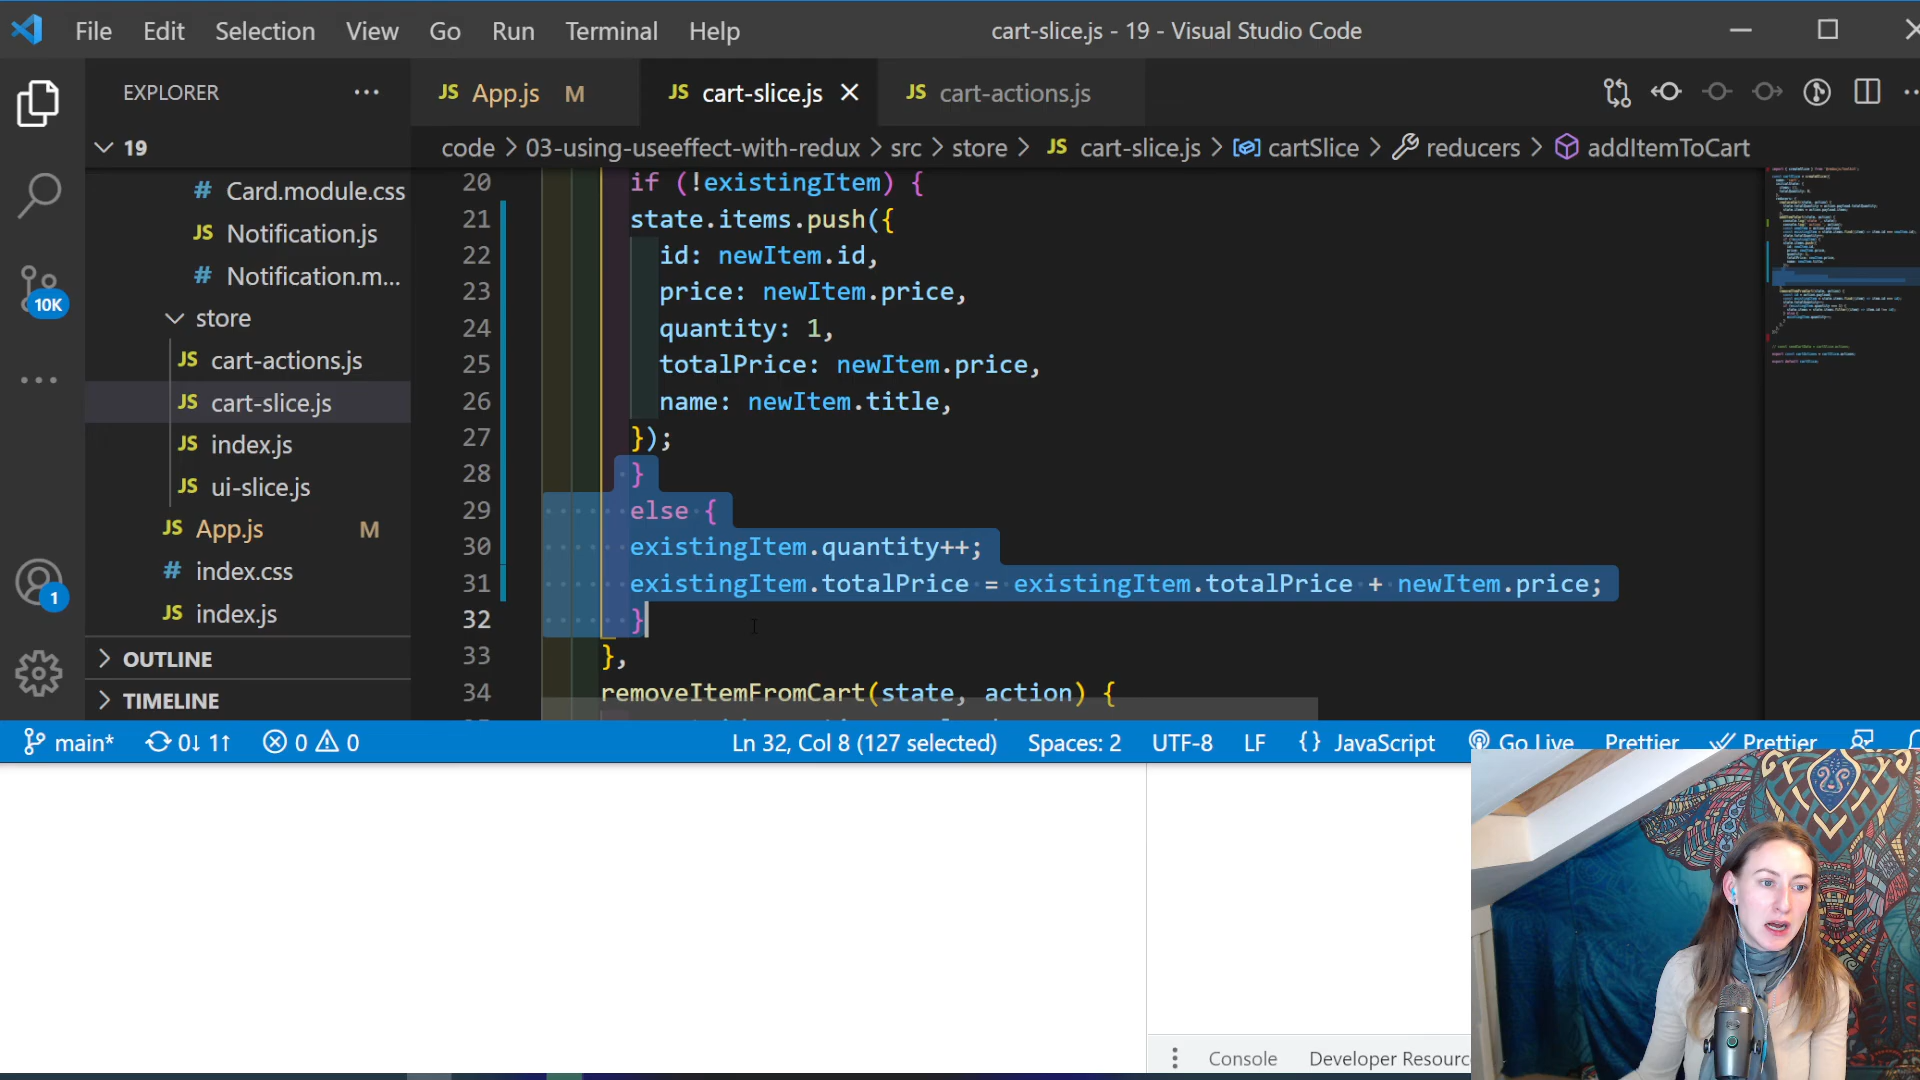 File Edit Selection View Go Run Terminal Help
cart-slice.js - 19 - Visual Studio Code
EXPLORER ···
JS App.js M JS cart-slice.js JS cart-actions.js
19
code > 03-using-useeffect-with-redux > src > store > JS cart-slice.js > cartSlice > reducers > addItemToCart
# Card.module.css
JS Notification.js
# Notification.m...
store
JS cart-actions.js
JS cart-slice.js
JS index.js
JS ui-slice.js
JS App.js M
# index.css
JS index.js
OUTLINE
TIMELINE
10K
1
20 if (!existingItem) {
21 state.items.push({
22 id: newItem.id,
23 price: newItem.price,
24 quantity: 1,
25 totalPrice: newItem.price,
26 name: newItem.title,
27 });
28 }
29 else {
30 existingItem.quantity++;
31 existingItem.totalPrice = existingItem.totalPrice + newItem.price;
32 }
33 },
34 removeItemFromCart(state, action) {
main* 0↓ 1↑ 0 0 Ln 32, Col 8 (127 selected) Spaces: 2 UTF-8 LF {} JavaScript Go Live Prettier Prettier
Console Developer Resourc